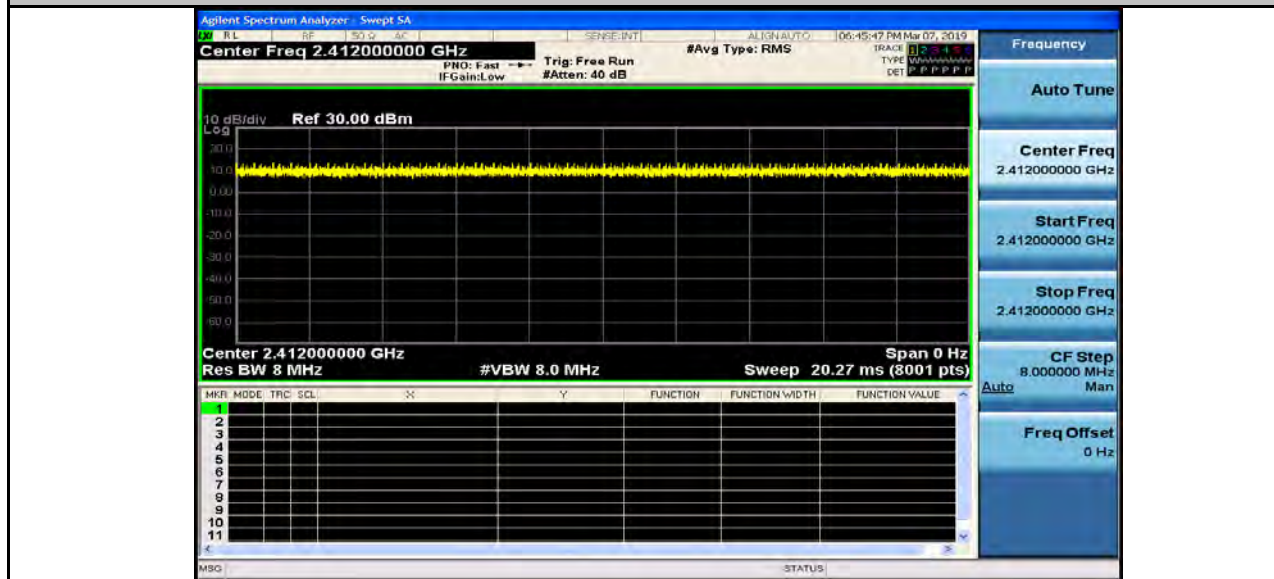 Agilent Spectrum Analyzer - Swept SA
LXI RL RF 50 Ω AC SENSE:INT ALIGN AUTO 06:45:47 PM Mar 07, 2019
Center Freq 2.412000000 GHz #Avg Type: RMS TRACE 1 2 3 4 5 6
PNO: Fast Trig: Free Run TYPE WWWWWW
IFGain:Low #Atten: 40 dB DET P P P P P P
10 dB/div Ref 30.00 dBm
Log
20.0
10.0
0.00
-10.0
-20.0
-30.0
-40.0
-50.0
-60.0
Center 2.412000000 GHz Span 0 Hz
Res BW 8 MHz #VBW 8.0 MHz Sweep 20.27 ms (8001 pts)
MKR MODE TRC SCL X Y FUNCTION FUNCTION WIDTH FUNCTION VALUE
1
2
3
4
5
6
7
8
9
10
11
MSG STATUS
Frequency
Auto Tune
Center Freq
2.412000000 GHz
Start Freq
2.412000000 GHz
Stop Freq
2.412000000 GHz
CF Step
8.000000 MHz
Auto Man
Freq Offset
0 Hz